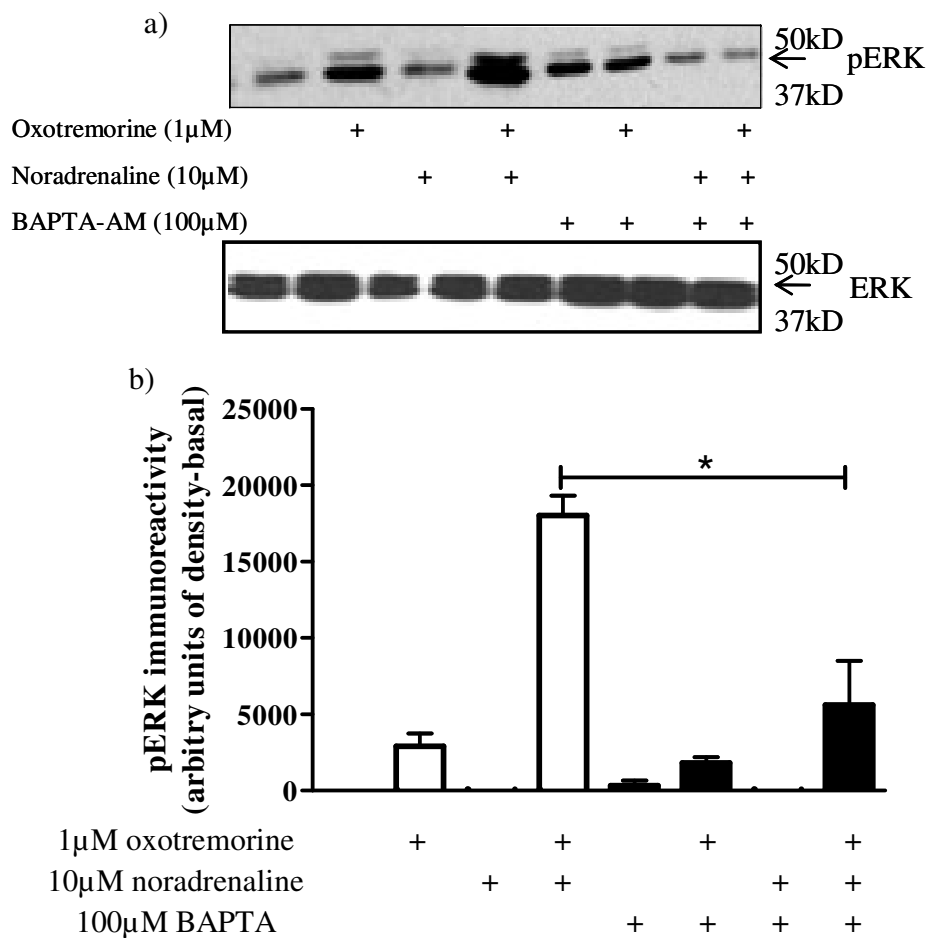 a)
50kD
pERK
37kD
Oxotremorine (1µM) + + + +
Noradrenaline (10µM) + + + +
BAPTA-AM (100µM) + + + +
50kD
ERK
37kD
b)
pERK immunoreactivity
(arbitry units of density-basal)
25000
20000
15000
10000
5000
0
*
1µM oxotremorine + + + +
10µM noradrenaline + + + +
100µM BAPTA + + + +